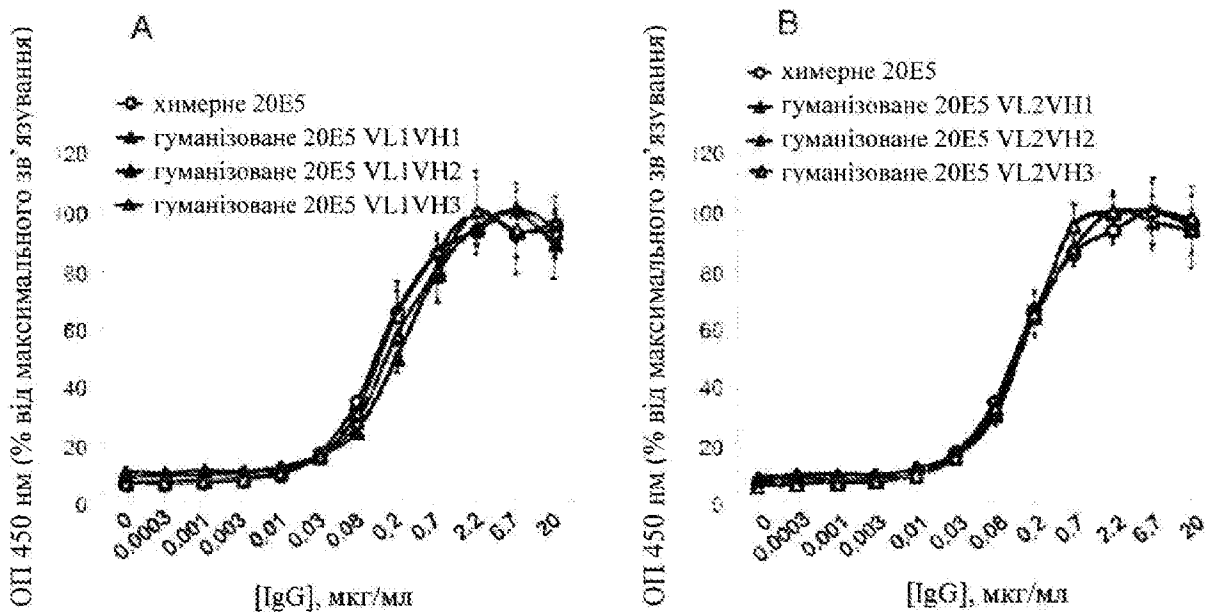 A
ОП 450 нм (% від максимального зв`язування)
химерне 20E5
гуманізоване 20E5 VL1VH1
гуманізоване 20E5 VL1VH2
гуманізоване 20E5 VL1VH3
120
100
80
60
40
20
0
0 0.0003 0.001 0.003 0.01 0.03 0.08 0.2 0.7 2.2 6.7 20
[IgG], мкг/мл
B
ОП 450 нм (% від максимального зв`язування)
химерне 20E5
гуманізоване 20E5 VL2VH1
гуманізоване 20E5 VL2VH2
гуманізоване 20E5 VL2VH3
120
100
80
60
40
20
0
0 0.0003 0.001 0.003 0.01 0.03 0.08 0.2 0.7 2.2 6.7 20
[IgG], мкг/мл